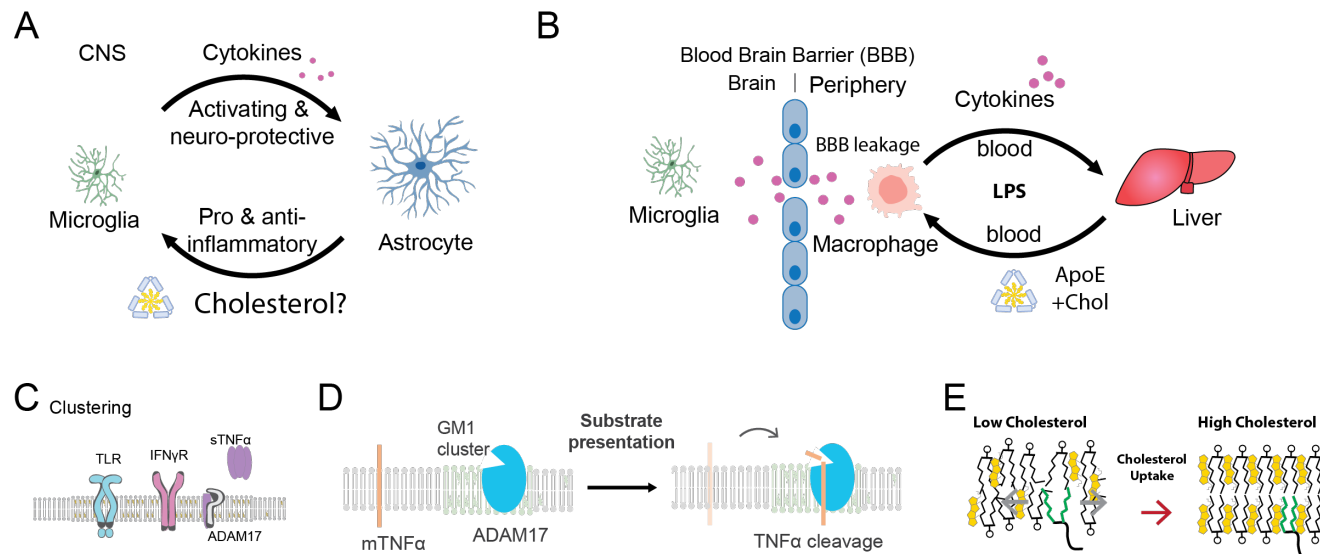 A
CNS
Cytokines
Activating &
neuro-protective
Microglia
Astrocyte
Pro & anti-
inflammatory
Cholesterol?
B
Blood Brain Barrier (BBB)
Brain
Periphery
Cytokines
BBB leakage
blood
LPS
blood
Microglia
Macrophage
Liver
ApoE
+Chol
C
Clustering
sTNFα
TLR
IFNγR
ADAM17
D
GM1
cluster
Substrate
presentation
mTNFα
ADAM17
TNFα cleavage
E
Low Cholesterol
High Cholesterol
Cholesterol
Uptake